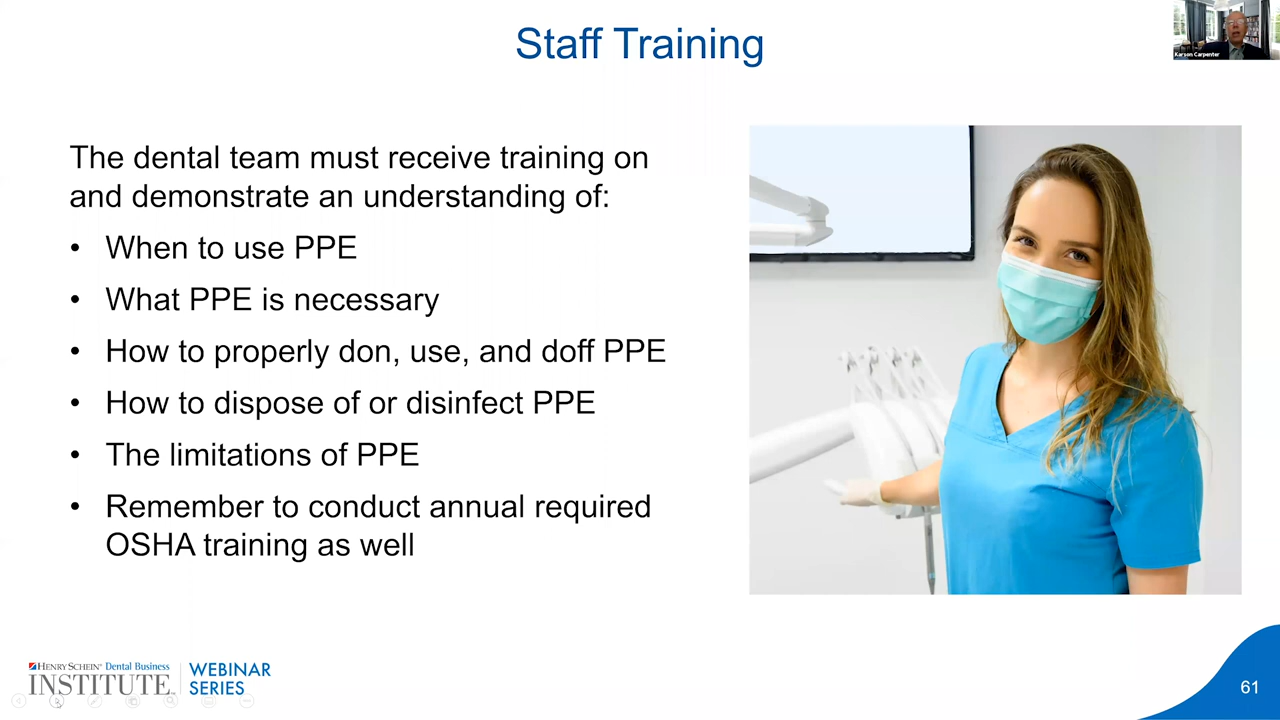 Staff Training
Karson Carpenter
The dental team must receive training on
and demonstrate an understanding of:
• When to use PPE
• What PPE is necessary
• How to properly don, use, and doff PPE
• How to dispose of or disinfect PPE
• The limitations of PPE
• Remember to conduct annual required
OSHA training as well
HENRY SCHEIN® Dental Business
INSTITUTE™
WEBINAR
SERIES
61